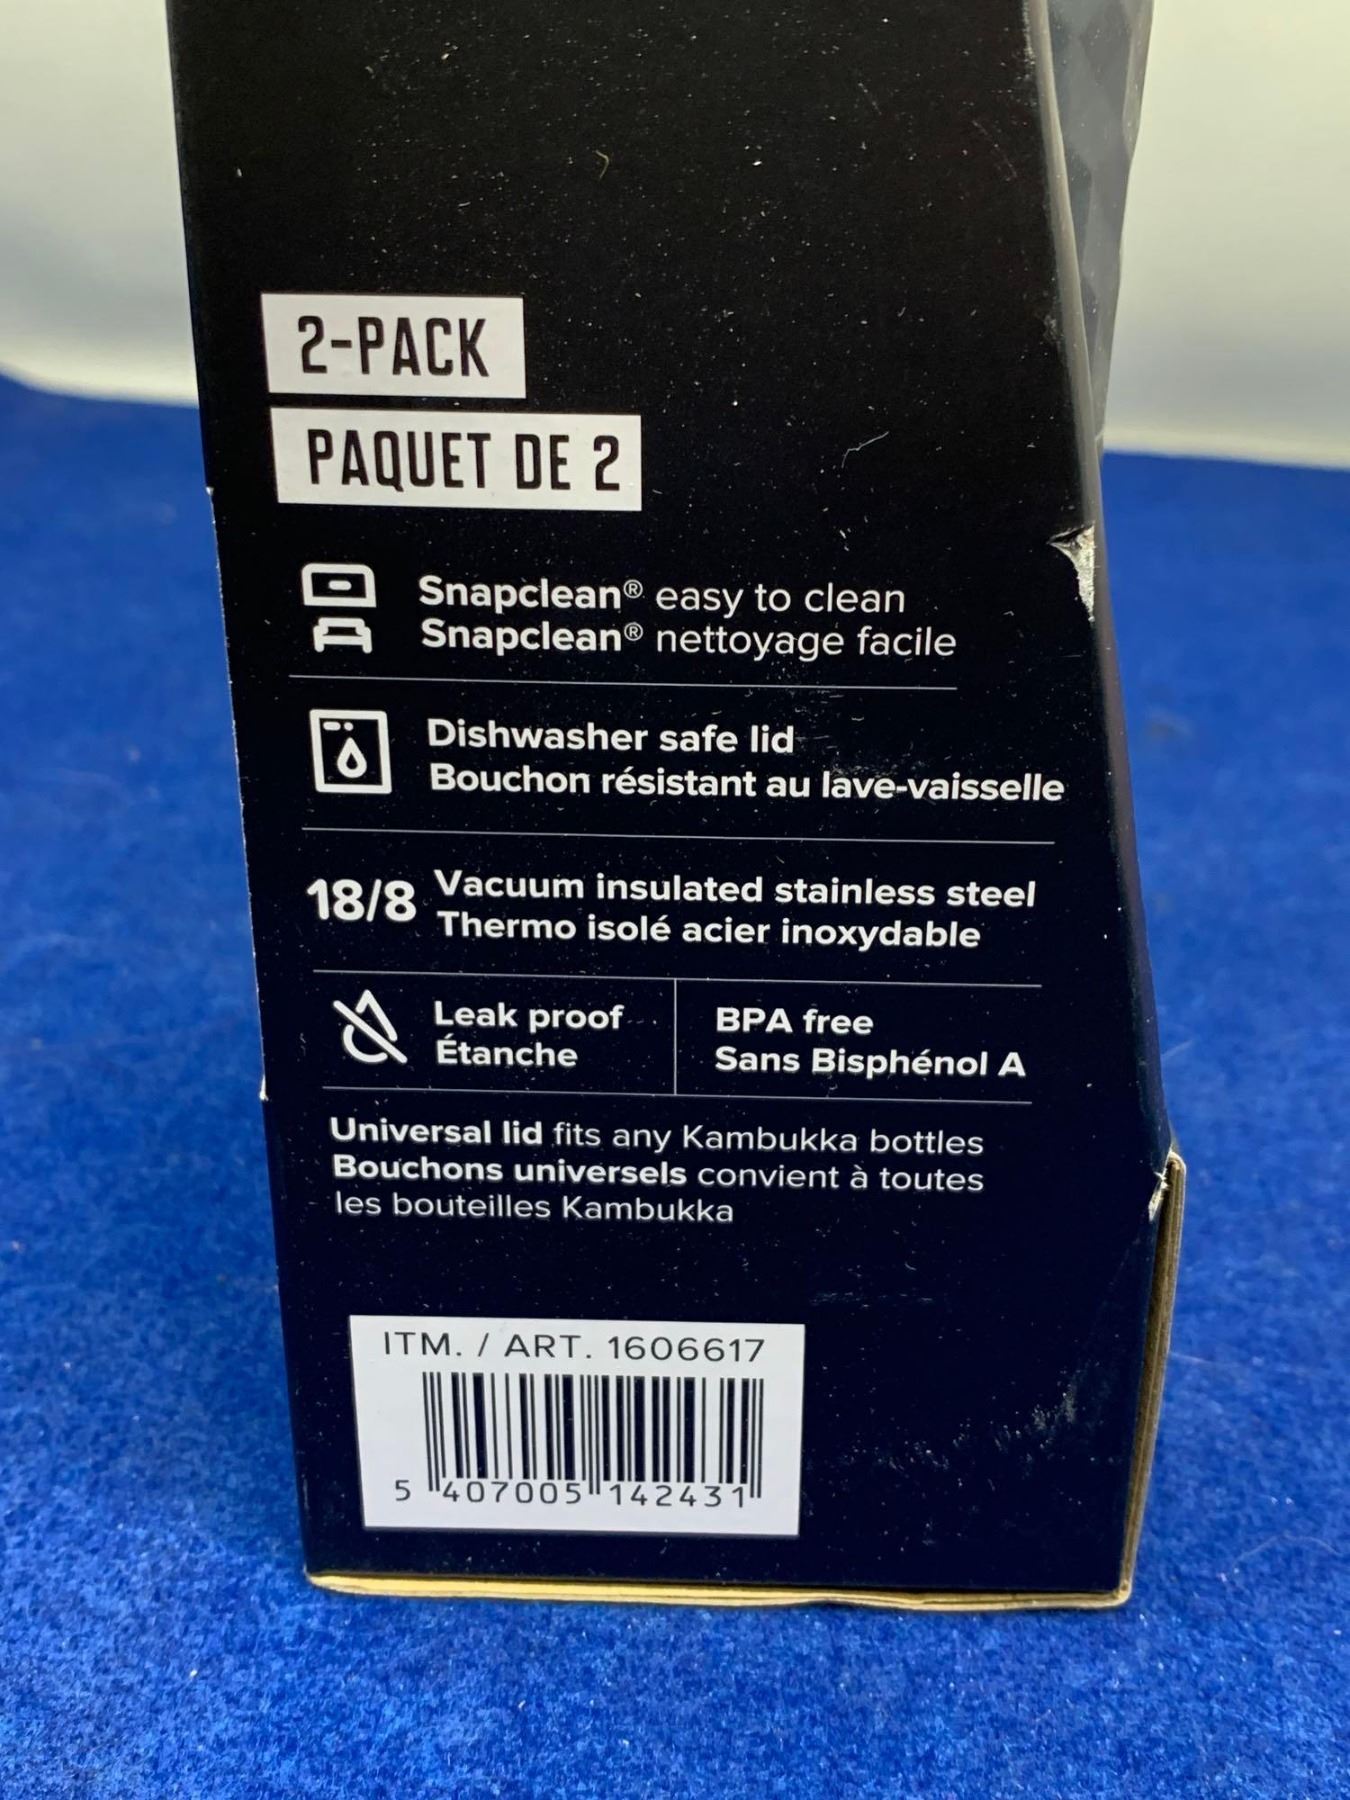 2-PACK
PAQUET DE 2
Snapclean® easy to clean
Snapclean® nettoyage facile
Dishwasher safe lid
Bouchon résistant au lave-vaisselle
18/8 Vacuum insulated stainless steel
Thermo isolé acier inoxydable
Leak proof
Étanche
BPA free
Sans Bisphénol A
Universal lid fits any Kambukka bottles
Bouchons universels convient à toutes
les bouteilles Kambukka
ITM. / ART. 1606617
5 407005 142431